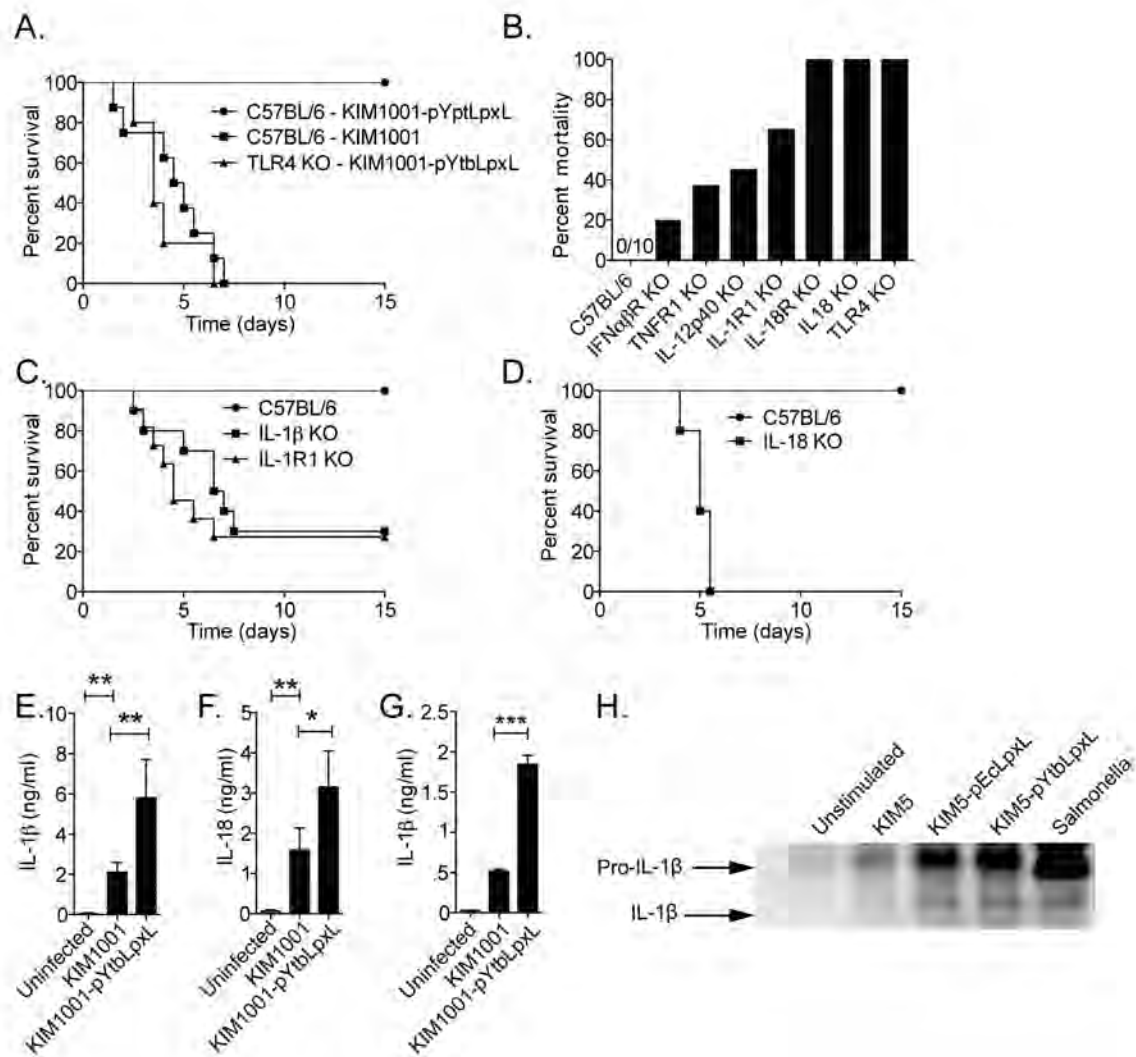 A.
Percent survival
100
80
60
40
20
0
C57BL/6 - KIM1001-pYptLpxL
C57BL/6 - KIM1001
TLR4 KO - KIM1001-pYtbLpxL
0 5 10 15
Time (days)
B.
Percent mortality
100
80
60
40
20
0
0/10
C57BL/6
IFNαβR KO
TNFR1 KO
IL-12p40 KO
IL-1R1 KO
IL-18R KO
IL18 KO
TLR4 KO
C.
Percent survival
100
80
60
40
20
0
C57BL/6
IL-1β KO
IL-1R1 KO
0 5 10 15
Time (days)
D.
Percent survival
100
80
60
40
20
0
C57BL/6
IL-18 KO
0 5 10 15
Time (days)
E.
IL-1β (ng/ml)
10
8
6
4
2
0
**
**
Uninfected
KIM1001
KIM1001-pYtbLpxL
F.
IL-18 (ng/ml)
5
4
3
2
1
0
**
*
Uninfected
KIM1001
KIM1001-pYtbLpxL
G.
IL-1β (ng/ml)
2.5
2
1.5
1
.5
0
***
Uninfected
KIM1001
KIM1001-pYtbLpxL
H.
Unstimulated
KIM5
KIM5-pEcLpxL
KIM5-pYtbLpxL
Salmonella
Pro-IL-1β
IL-1β